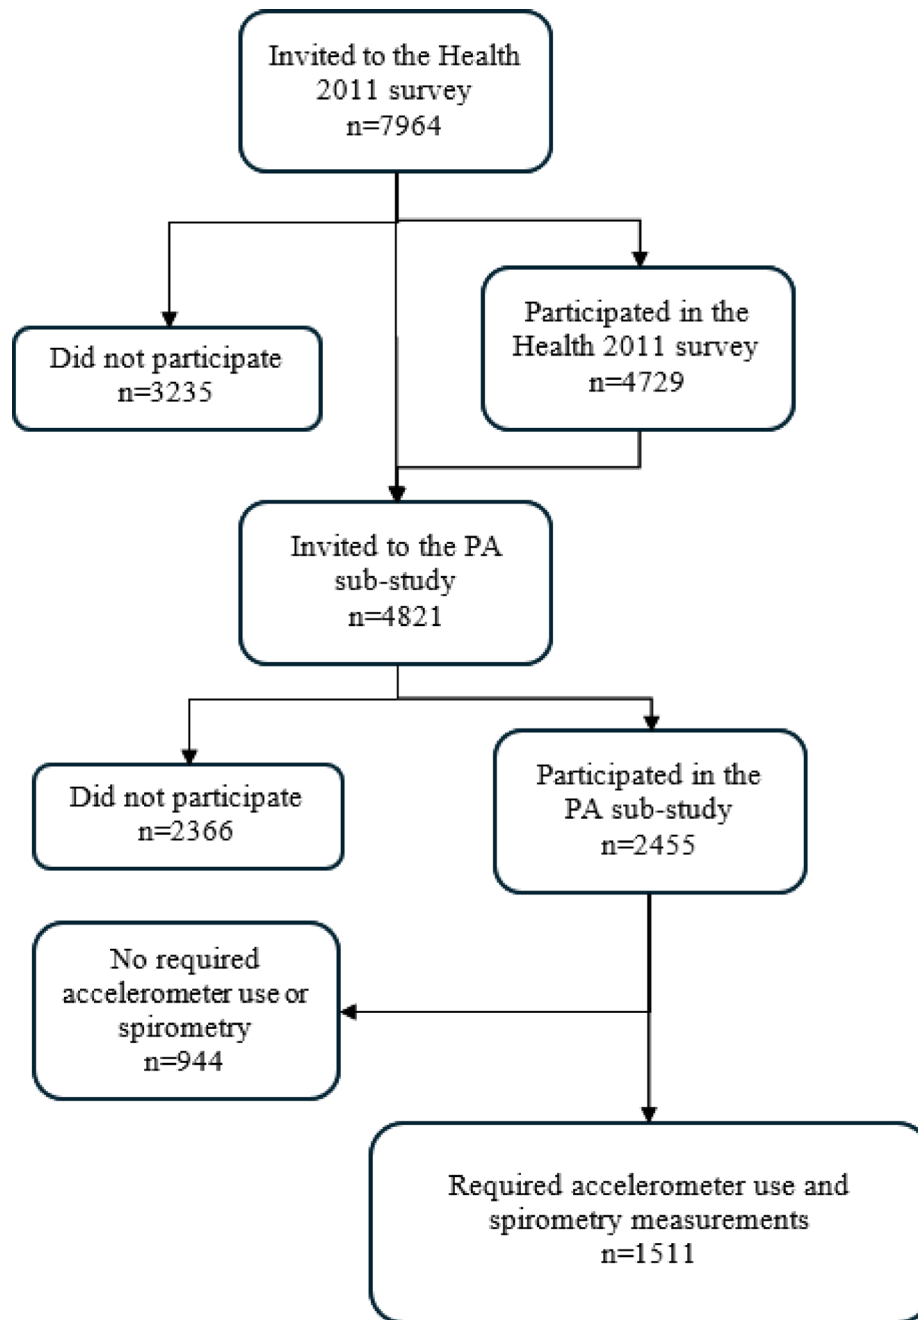 Invited to the Health
2011 survey
n=7964
Participated in the
Health 2011 survey
n=4729
Did not participate
n=3235
Invited to the PA
sub-study
n=4821
Participated in the
PA sub-study
n=2455
Did not participate
n=2366
No required
accelerometer use or
spirometry
n=944
Required accelerometer use and
spirometry measurements
n=1511